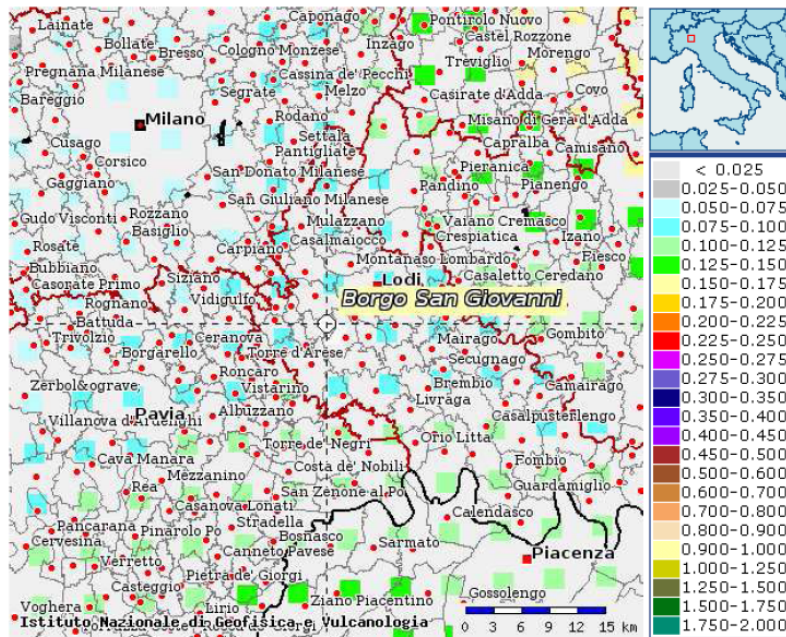 Lainate
Caponago
Pontirolo Nuovo
Bollate
Bresso
Inzago
Castel Rozzone
Cologno Monzese
Treviglio
Morengo
Pregnana Milanese
Cassina de' Pecchi
Bareggio
Segrate
Melzo
Casirate d'Adda
Covo
Milano
Rodano
Misano di Gera d'Adda
Cusago
Settala
Capralba
Camisano
Corsico
Pantigliate
Pieranica
Gaggiano
San Donato Milanese
Pandino
Pianengo
Gudo Visconti
Rozzano
San Giuliano Milanese
Basiglio
Mulazzano
Vaiano Cremasco
Rosate
Carpiano
Casalmaiocco
Crespiatica
Izano
Bubbiano
Montanaso Lombardo
Fiesco
Casorate Primo
Siziano
Lodi
Casaletto Ceredano
Rognano
Vidigulfo
Borgo San Giovanni
Battuda
Trivolzio
Ceranova
Mairago
Gombito
Borgarello
Torre d'Arese
Secugnago
Roncaro
Zerbol&ograve;
Vistarino
Brembio
Camairago
Livraga
Pavia
Albuzzano
Villanova d'Ardenghi
Casalpusterlengo
Torre de' Negri
Orio Litta
Cava Manara
Mezzanino
Costa de' Nobili
Fombio
Rea
San Zenone al Po
Guardamiglio
Casanova Lonati
Calendasco
Pancarana
Stradella
Cervesina
Pinarolo Po
Bosnasco
Canneto Pavese
Sarmato
Piacenza
Verretto
Pietra de' Giorgi
Casteggio
Gossolengo
Voghera
Lirio
Ziano Piacentino
Istituto Nazionale di Geofisica e Vulcanologia
0 3 6 9 12 15 km
< 0.025
0.025-0.050
0.050-0.075
0.075-0.100
0.100-0.125
0.125-0.150
0.150-0.175
0.175-0.200
0.200-0.225
0.225-0.250
0.250-0.275
0.275-0.300
0.300-0.350
0.350-0.400
0.400-0.450
0.450-0.500
0.500-0.600
0.600-0.700
0.700-0.800
0.800-0.900
0.900-1.000
1.000-1.250
1.250-1.500
1.500-1.750
1.750-2.000